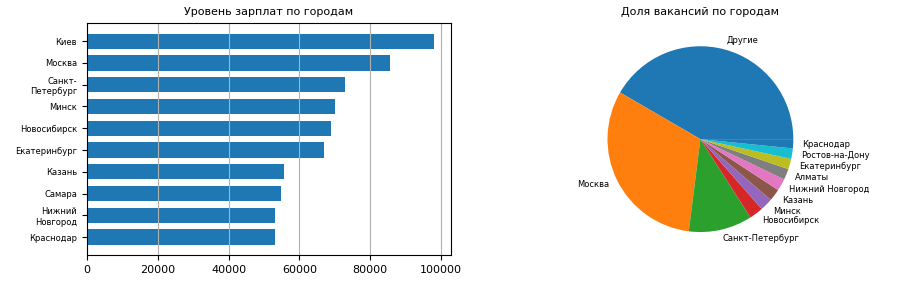 Уровень зарплат по городам
Киев
Москва
Санкт-
Петербург
Минск
Новосибирск
Екатеринбург
Казань
Самара
Нижний
Новгород
Краснодар
0 20000 40000 60000 80000 100000
Доля вакансий по городам
Другие
Москва
Санкт-Петербург
Новосибирск
Минск
Казань
Нижний Новгород
Алматы
Екатеринбург
Ростов-на-Дону
Краснодар